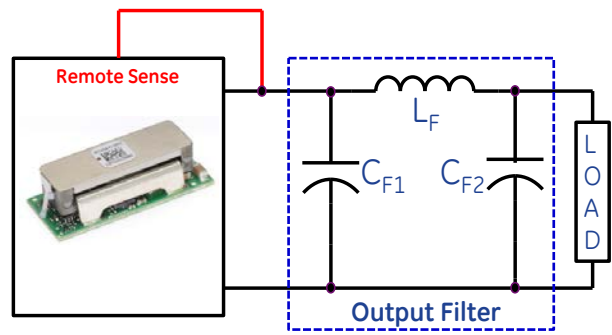 Remote Sense
LF
CF1
CF2
LOAD
Output Filter